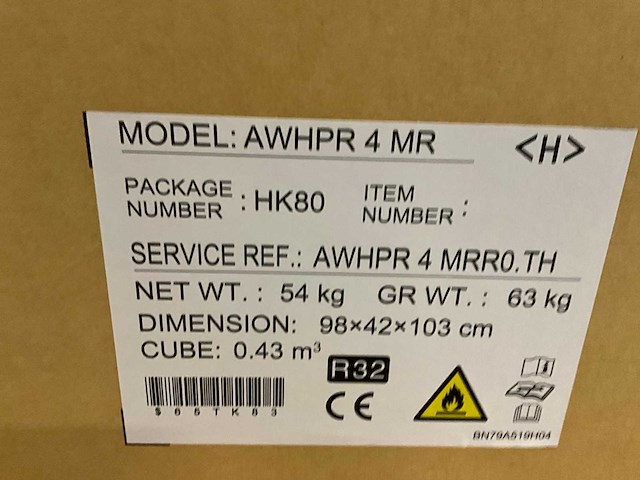 MODEL: AWHPR 4 MR <H>
PACKAGE NUMBER : HK80 ITEM NUMBER :
SERVICE REF.: AWHPR 4 MRR0.TH
NET WT. : 54 kg GR WT. : 63 kg
DIMENSION: 98×42×103 cm
CUBE: 0.43 m³
R32
$65TK83
CE
BN79A519H04